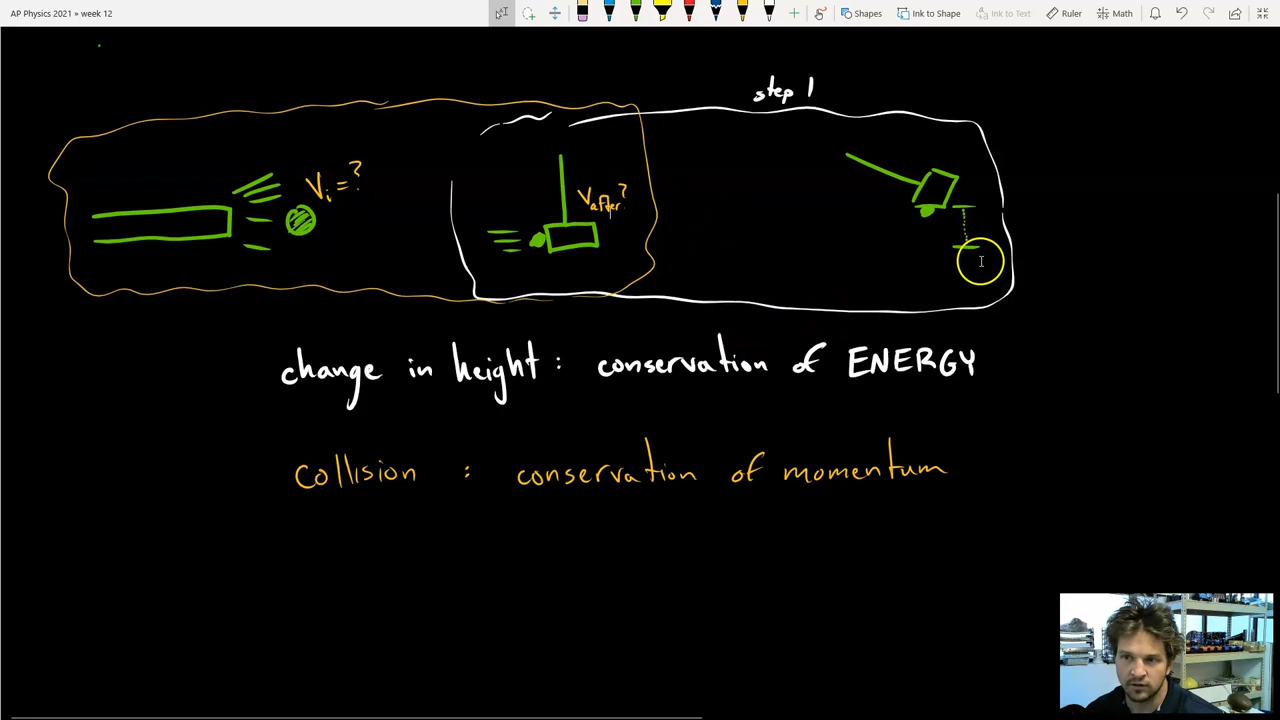 AP Physics 2021 » week 12
Shapes
Ink to Shape
Ink to Text
Ruler
Math
step 1
Vi = ?
Vafter?
change in height : conservation of ENERGY
collision : conservation of momentum